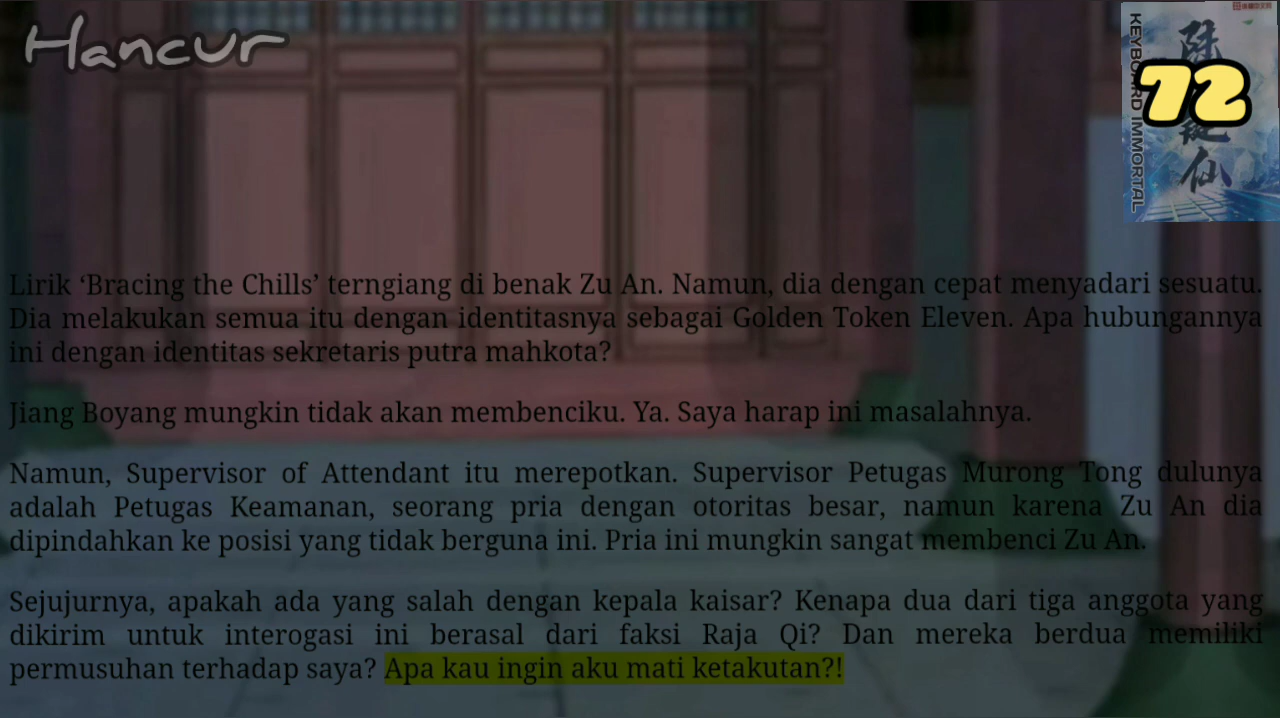 Hancur
KEYBOARD IMMORTAL
72
Lirik ‘Bracing the Chills’ terngiang di benak Zu An. Namun, dia dengan cepat menyadari sesuatu.
Dia melakukan semua itu dengan identitasnya sebagai Golden Token Eleven. Apa hubungannya
ini dengan identitas sekretaris putra mahkota?
Jiang Boyang mungkin tidak akan membenciku. Ya. Saya harap ini masalahnya.
Namun, Supervisor of Attendant itu merepotkan. Supervisor Petugas Murong Tong dulunya
adalah Petugas Keamanan, seorang pria dengan otoritas besar, namun karena Zu An dia
dipindahkan ke posisi yang tidak berguna ini. Pria ini mungkin sangat membenci Zu An.
Sejujurnya, apakah ada yang salah dengan kepala kaisar? Kenapa dua dari tiga anggota yang
dikirim untuk interogasi ini berasal dari faksi Raja Qi? Dan mereka berdua memiliki
permusuhan terhadap saya? Apa kau ingin aku mati ketakutan?!